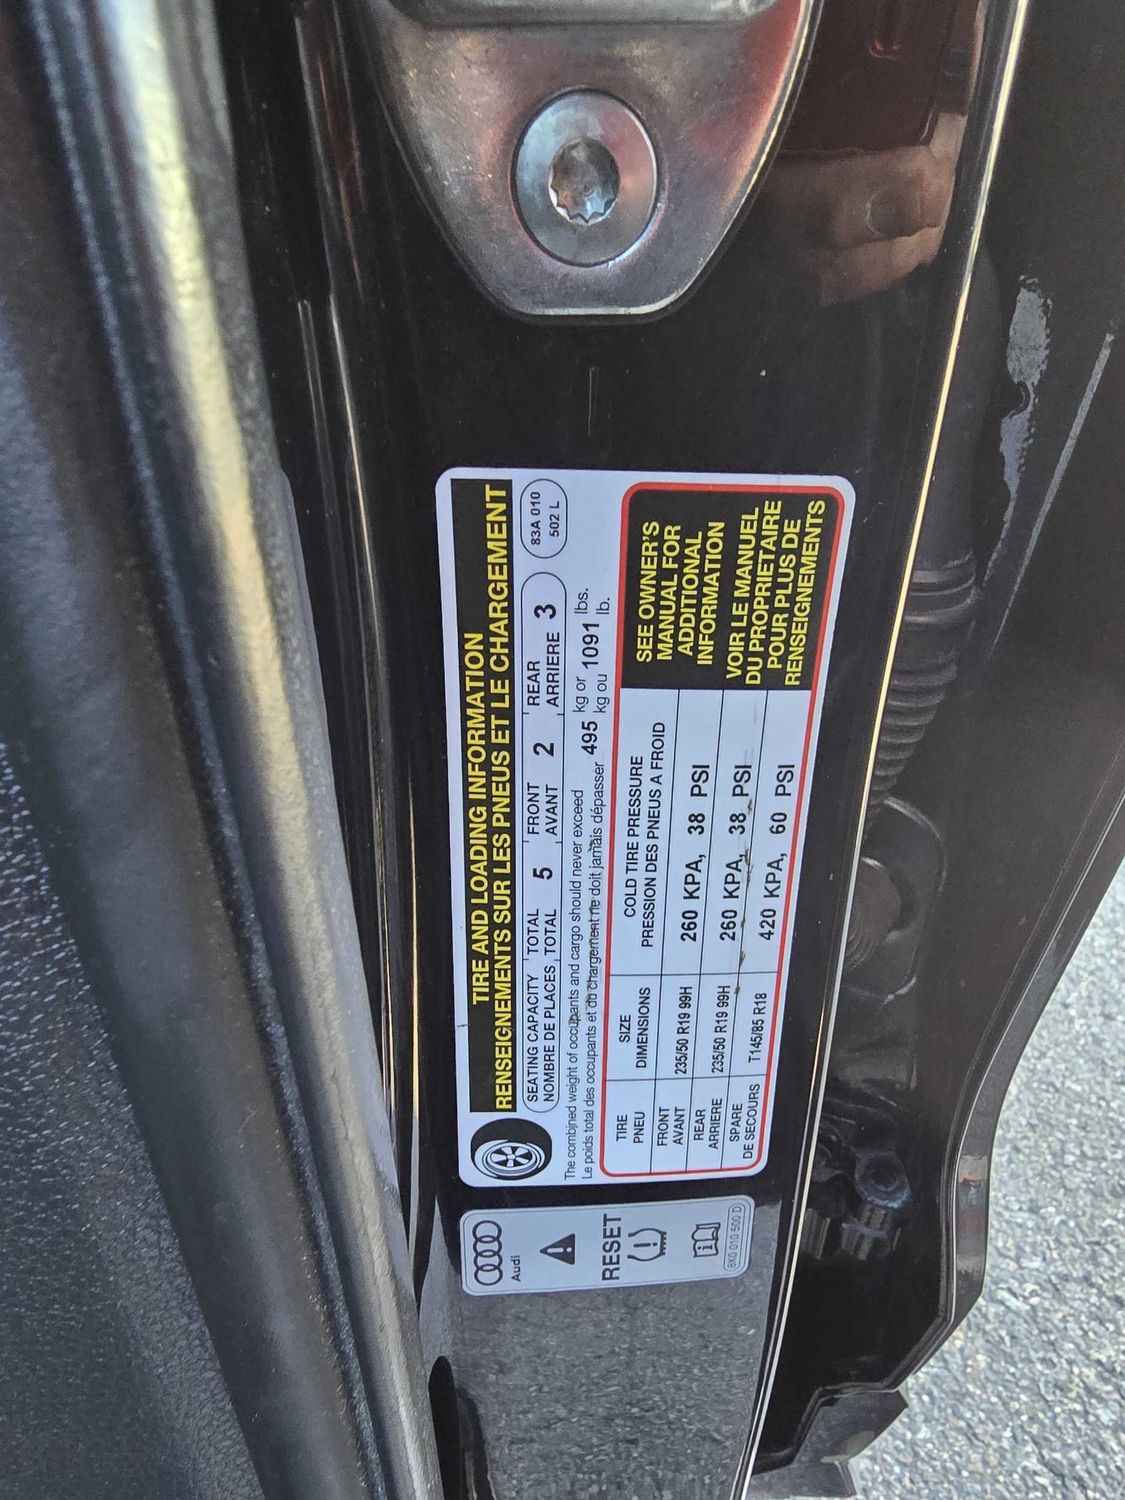 TIRE AND LOADING INFORMATION
RENSEIGNEMENTS SUR LES PNEUS ET LE CHARGEMENT
SEATING CAPACITY TOTAL 5 FRONT 2 REAR 3
NOMBRE DE PLACES TOTAL AVANT ARRIERE
83A 010
502 L
The combined weight of occupants and cargo should never exceed 495 kg or 1091 lbs.
Le poids total des occupants et du chargement ne doit jamais dépasser kg ou lb.
TIRE SIZE COLD TIRE PRESSURE
PNEU DIMENSIONS PRESSION DES PNEUS A FROID
FRONT
AVANT 235/50 R19 99H 260 KPA, 38 PSI
REAR
ARRIERE 235/50 R19 99H 260 KPA, 38 PSI
SPARE
DE SECOURS T145/85 R18 420 KPA, 60 PSI
SEE OWNER'S
MANUAL FOR
ADDITIONAL
INFORMATION
VOIR LE MANUEL
DU PROPRIETAIRE
POUR PLUS DE
RENSEIGNEMENTS
Audi
RESET
8K0 010 500 D